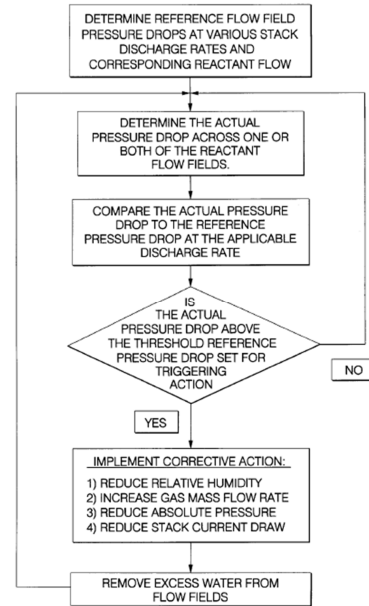 DETERMINE REFERENCE FLOW FIELD
PRESSURE DROPS AT VARIOUS STACK
DISCHARGE RATES AND
CORRESPONDING REACTANT FLOW
DETERMINE THE ACTUAL
PRESSURE DROP ACROSS ONE OR
BOTH OF THE REACTANT
FLOW FIELDS.
COMPARE THE ACTUAL PRESSURE
DROP TO THE REFERENCE
PRESSURE DROP AT THE APPLICABLE
DISCHARGE RATE
IS
THE ACTUAL
PRESSURE DROP ABOVE
THE THRESHOLD REFERENCE
PRESSURE DROP SET FOR
TRIGGERING
ACTION
NO
YES
IMPLEMENT CORRECTIVE ACTION:
1) REDUCE RELATIVE HUMIDITY
2) INCREASE GAS MASS FLOW RATE
3) REDUCE ABSOLUTE PRESSURE
4) REDUCE STACK CURRENT DRAW
REMOVE EXCESS WATER FROM
FLOW FIELDS